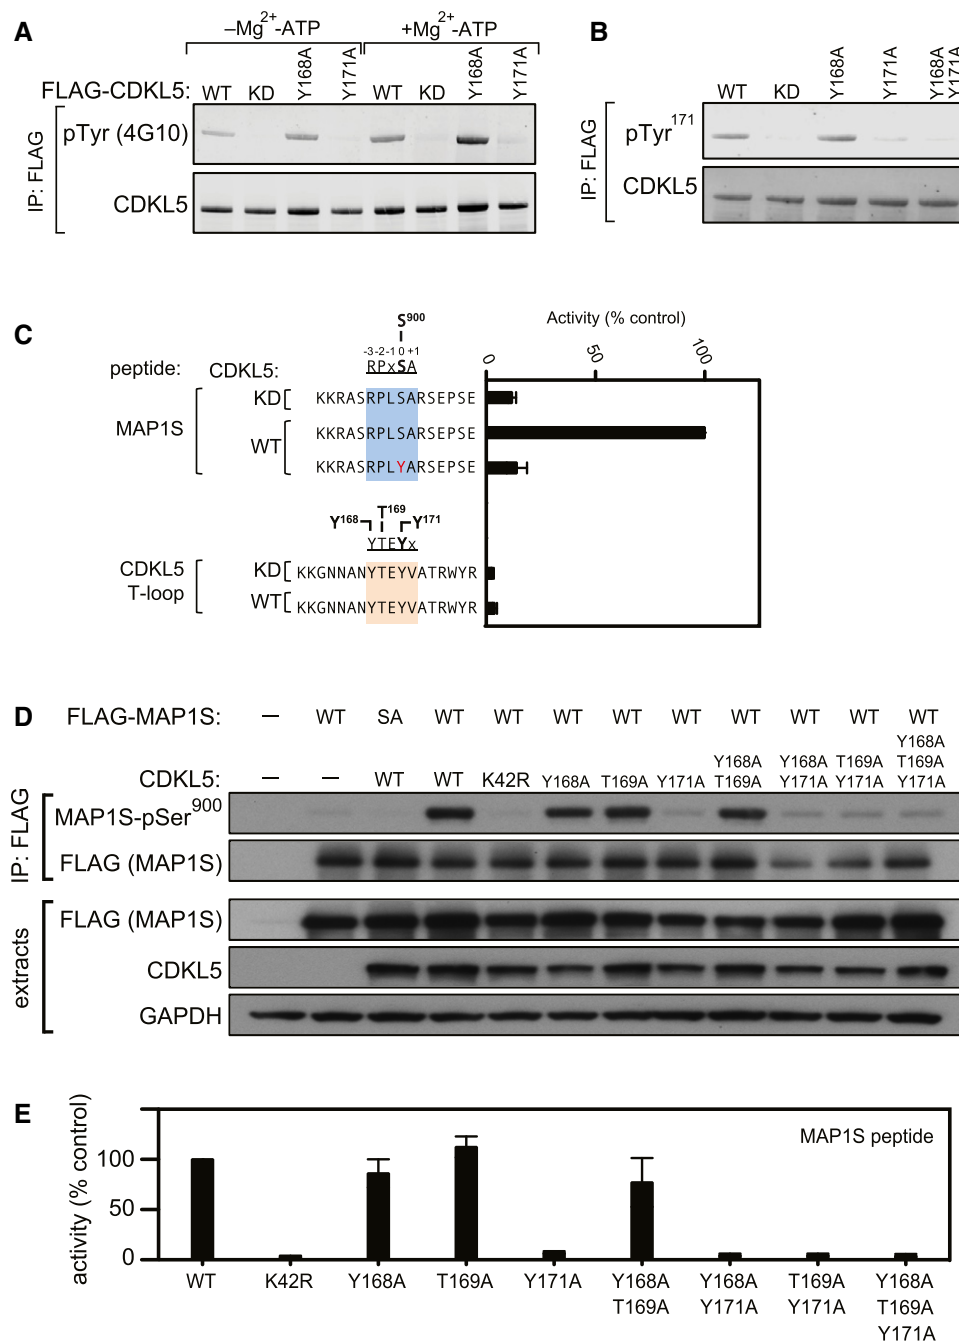 A
–Mg2+-ATP +Mg2+-ATP
FLAG-CDKL5: WT KD Y168A Y171A WT KD Y168A Y171A
IP: FLAG
pTyr (4G10)
CDKL5
B
WT KD Y168A Y171A Y168A Y171A
IP: FLAG
pTyr171
CDKL5
C
S900
Activity (% control)
-3-2-1 0 +1
0 50 100
peptide: CDKL5: RPxSA
MAP1S
KD KKRASRPLSARSEPSE
WT KKRASRPLSARSEPSE
KKRASRPLYARSEPSE
Y168 T169 Y171
YTEYx
CDKL5 T-loop
KD KKGNNANYTEYVATRWYR
WT KKGNNANYTEYVATRWYR
D
FLAG-MAP1S: – WT SA WT WT WT WT WT WT WT WT WT
CDKL5: – – WT WT K42R Y168A T169A Y171A Y168A T169A Y168A Y171A T169A Y171A Y168A T169A Y171A
IP: FLAG
MAP1S-pSer900
FLAG (MAP1S)
extracts
FLAG (MAP1S)
CDKL5
GAPDH
E
activity (% control)
MAP1S peptide
100
50
0
WT K42R Y168A T169A Y171A Y168A Y168A T169A Y168A
T169A Y171A Y171A T169A
Y171A